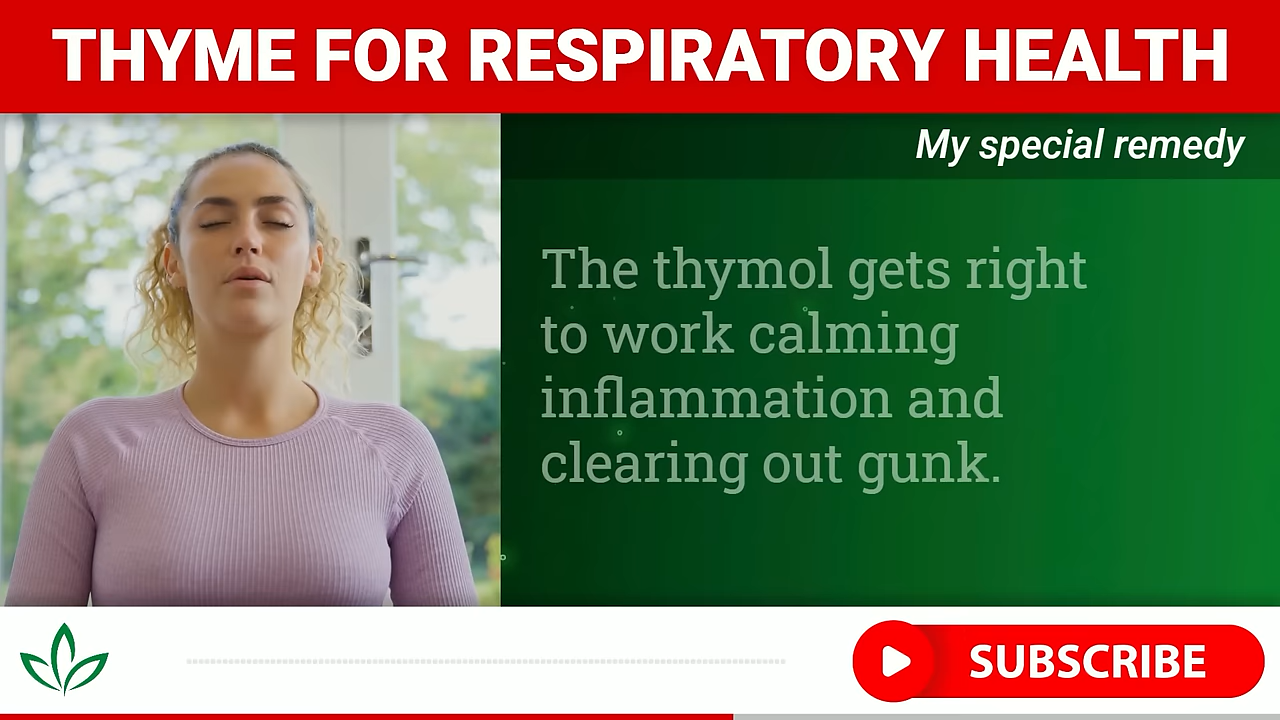 THYME FOR RESPIRATORY HEALTH
My special remedy
The thymol gets right
to work calming
inflammation and
clearing out gunk.
SUBSCRIBE